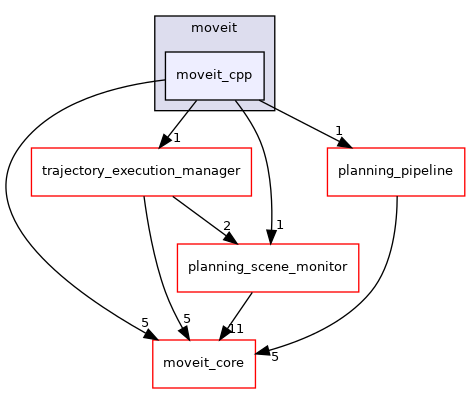 moveit
moveit_cpp
1
1
trajectory_execution_manager
planning_pipeline
2
1
planning_scene_monitor
5
5
11
5
moveit_core